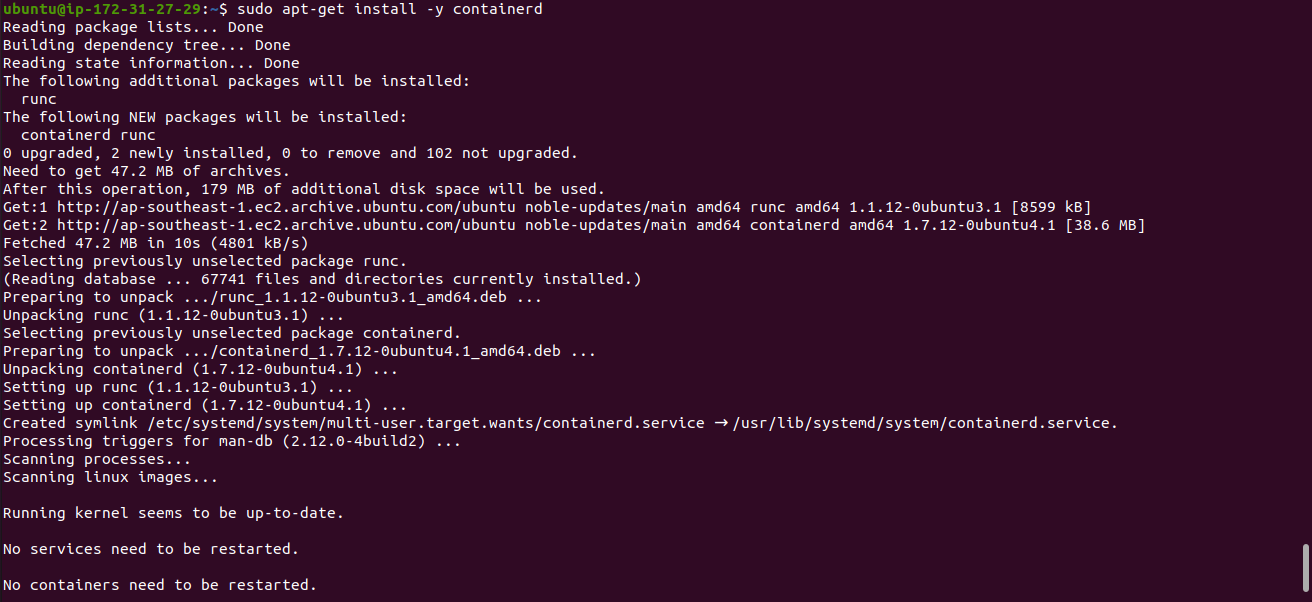 ubuntu@ip-172-31-27-29:~$ sudo apt-get install -y containerd
Reading package lists... Done
Building dependency tree... Done
Reading state information... Done
The following additional packages will be installed:
  runc
The following NEW packages will be installed:
  containerd runc
0 upgraded, 2 newly installed, 0 to remove and 102 not upgraded.
Need to get 47.2 MB of archives.
After this operation, 179 MB of additional disk space will be used.
Get:1 http://ap-southeast-1.ec2.archive.ubuntu.com/ubuntu noble-updates/main amd64 runc amd64 1.1.12-0ubuntu3.1 [8599 kB]
Get:2 http://ap-southeast-1.ec2.archive.ubuntu.com/ubuntu noble-updates/main amd64 containerd amd64 1.7.12-0ubuntu4.1 [38.6 MB]
Fetched 47.2 MB in 10s (4801 kB/s)
Selecting previously unselected package runc.
(Reading database ... 67741 files and directories currently installed.)
Preparing to unpack .../runc_1.1.12-0ubuntu3.1_amd64.deb ...
Unpacking runc (1.1.12-0ubuntu3.1) ...
Selecting previously unselected package containerd.
Preparing to unpack .../containerd_1.7.12-0ubuntu4.1_amd64.deb ...
Unpacking containerd (1.7.12-0ubuntu4.1) ...
Setting up runc (1.1.12-0ubuntu3.1) ...
Setting up containerd (1.7.12-0ubuntu4.1) ...
Created symlink /etc/systemd/system/multi-user.target.wants/containerd.service → /usr/lib/systemd/system/containerd.service.
Processing triggers for man-db (2.12.0-4build2) ...
Scanning processes...
Scanning linux images...

Running kernel seems to be up-to-date.

No services need to be restarted.

No containers need to be restarted.